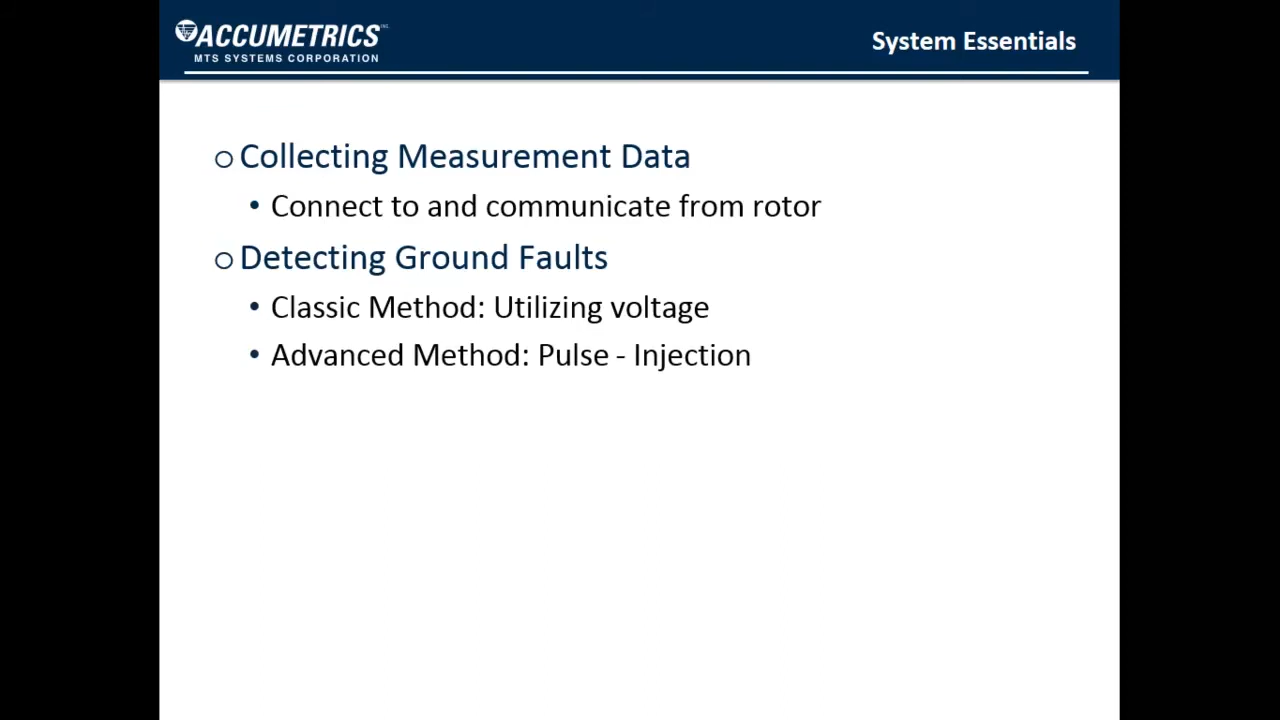 ACCUMETRICS INC.
MTS SYSTEMS CORPORATION
System Essentials
Collecting Measurement Data
• Connect to and communicate from rotor
Detecting Ground Faults
• Classic Method: Utilizing voltage
• Advanced Method: Pulse - Injection